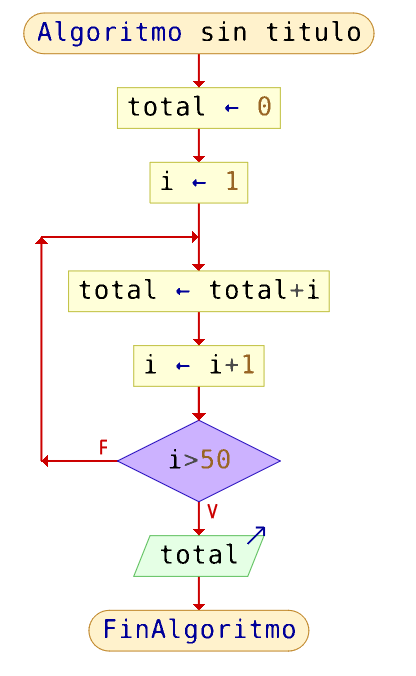 Algoritmo sin titulo
total ← 0
i ← 1
total ← total+i
i ← i+1
i>50
F
V
total
FinAlgoritmo